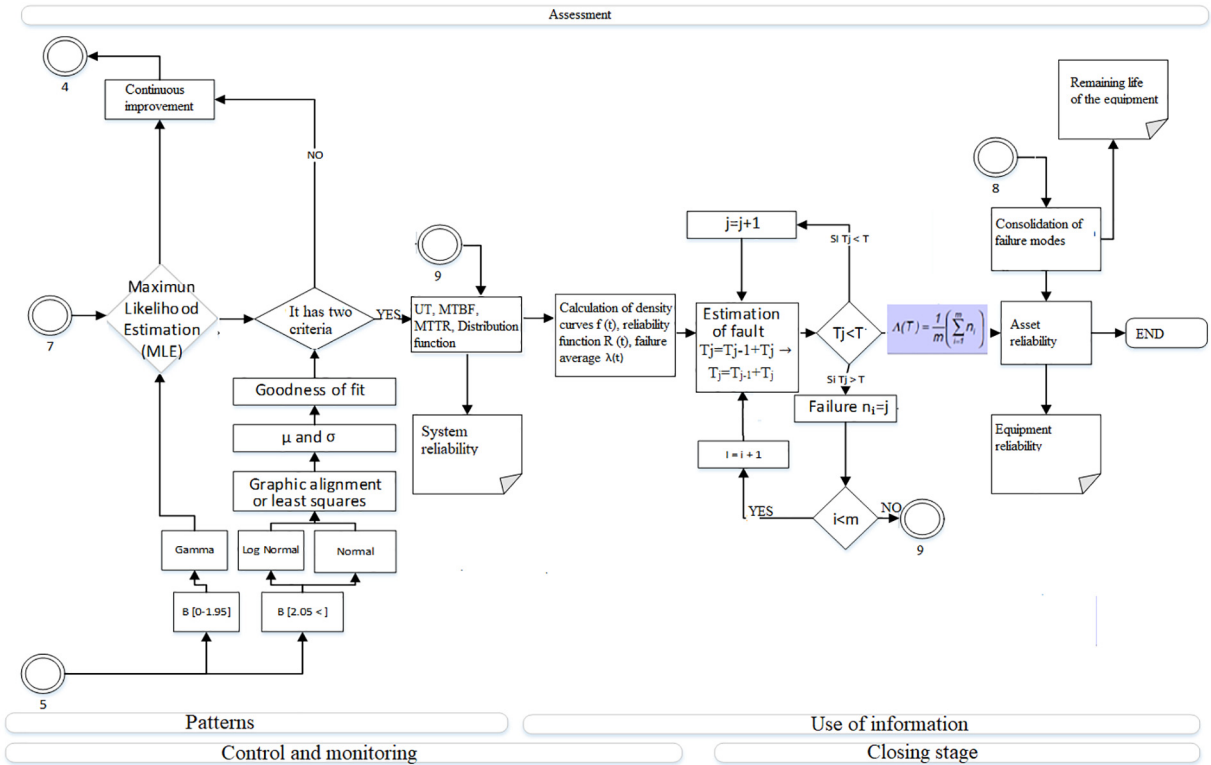 Assessment
4
Continuous
improvement
NO
Maximun
Likeliho od
Estimation
(MLE)
7
It has two
criteria
YES
9
UT, MTBF,
MTTR, Distribution
function
System
reliability
Goodness of fit
μ and σ
Graphic alignment
or least squares
Gamma
Log Normal
Normal
B [0-1.95]
B [2.05 < ]
5
Calculation of density
curves f (t), reliability
function R (t), failure
average λ(t)
j=j+1
Si Tj < T
Estimation
of fault
Tj=Tj-1+Tj →
Tj=Tj-1+Tj
Tj<T
Si Tj > T
Failure ni=j
I = i + 1
YES
i<m
NO
9
Λ(T) = 1/m (∑ i=1 m ni)
8
Remaining life
of the equipment
Consolidation of
failure modes
Asset
reliability
END
Equipment
reliability
Patterns
Use of information
Control and monitoring
Closing stage